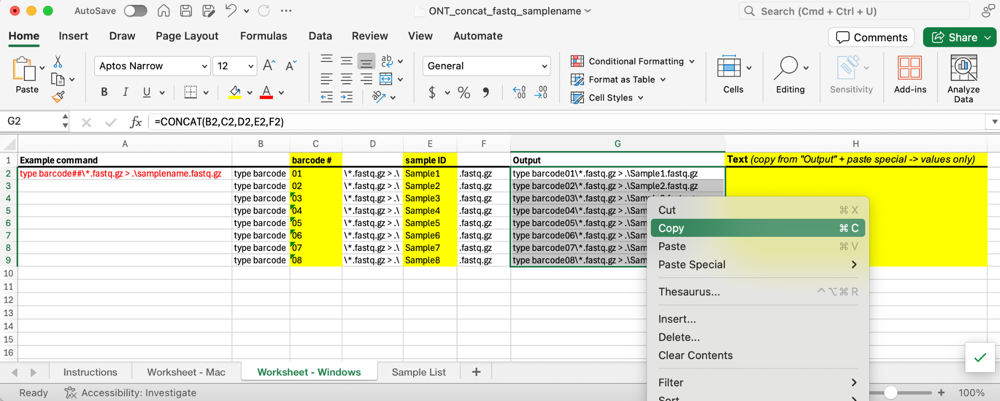 AutoSave
ONT_concat_fastq_samplename
Search (Cmd + Ctrl + U)
Home Insert Draw Page Layout Formulas Data Review View Automate
Comments Share
Paste
Aptos Narrow 12
B I U
General
$ % 9
Conditional Formatting
Format as Table
Cell Styles
Cells
Editing
Sensitivity
Add-ins
Analyze
Data
G2 fx =CONCAT(B2,C2,D2,E2,F2)
A B C D E F G H
1 Example command barcode # sample ID Output Text (copy from "Output" + paste special -> values only)
2 type barcode##\*.fastq.gz > .\samplename.fastq.gz type barcode 01 \*.fastq.gz > .\ Sample1 .fastq.gz type barcode01\*.fastq.gz > .\Sample1.fastq.gz
3 type barcode 02 \*.fastq.gz > .\ Sample2 .fastq.gz type barcode02\*.fastq.gz > .\Sample2.fastq.gz
4 type barcode 03 \*.fastq.gz > .\ Sample3 .fastq.gz type barcode03\*.fastq.gz > .\Sam
5 type barcode 04 \*.fastq.gz > .\ Sample4 .fastq.gz type barcode04\*.fastq.gz > .\Sam
6 type barcode 05 \*.fastq.gz > .\ Sample5 .fastq.gz type barcode05\*.fastq.gz > .\Sam
7 type barcode 06 \*.fastq.gz > .\ Sample6 .fastq.gz type barcode06\*.fastq.gz > .\Sam
8 type barcode 07 \*.fastq.gz > .\ Sample7 .fastq.gz type barcode07\*.fastq.gz > .\Sam
9 type barcode 08 \*.fastq.gz > .\ Sample8 .fastq.gz type barcode08\*.fastq.gz > .\Sam
10
11
12
13
14
15
16
Cut ⌘ X
Copy ⌘ C
Paste ⌘ V
Paste Special
Thesaurus... ^⌥⌘ R
Insert...
Delete...
Clear Contents
Filter
Sort
Instructions Worksheet - Mac Worksheet - Windows Sample List +
Ready Accessibility: Investigate
+ 100%